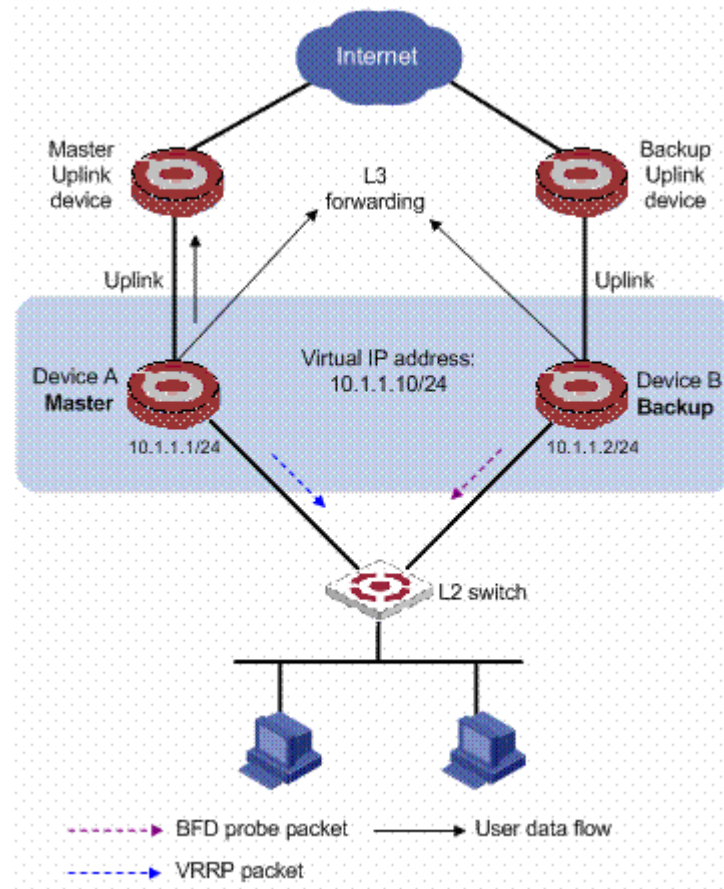 Internet
Master
Uplink
device
L3
forwarding
Backup
Uplink
device
Uplink
Uplink
Device A
Master
Virtual IP address:
10.1.1.10/24
Device B
Backup
10.1.1.1/24
10.1.1.2/24
L2 switch
BFD probe packet
User data flow
VRRP packet